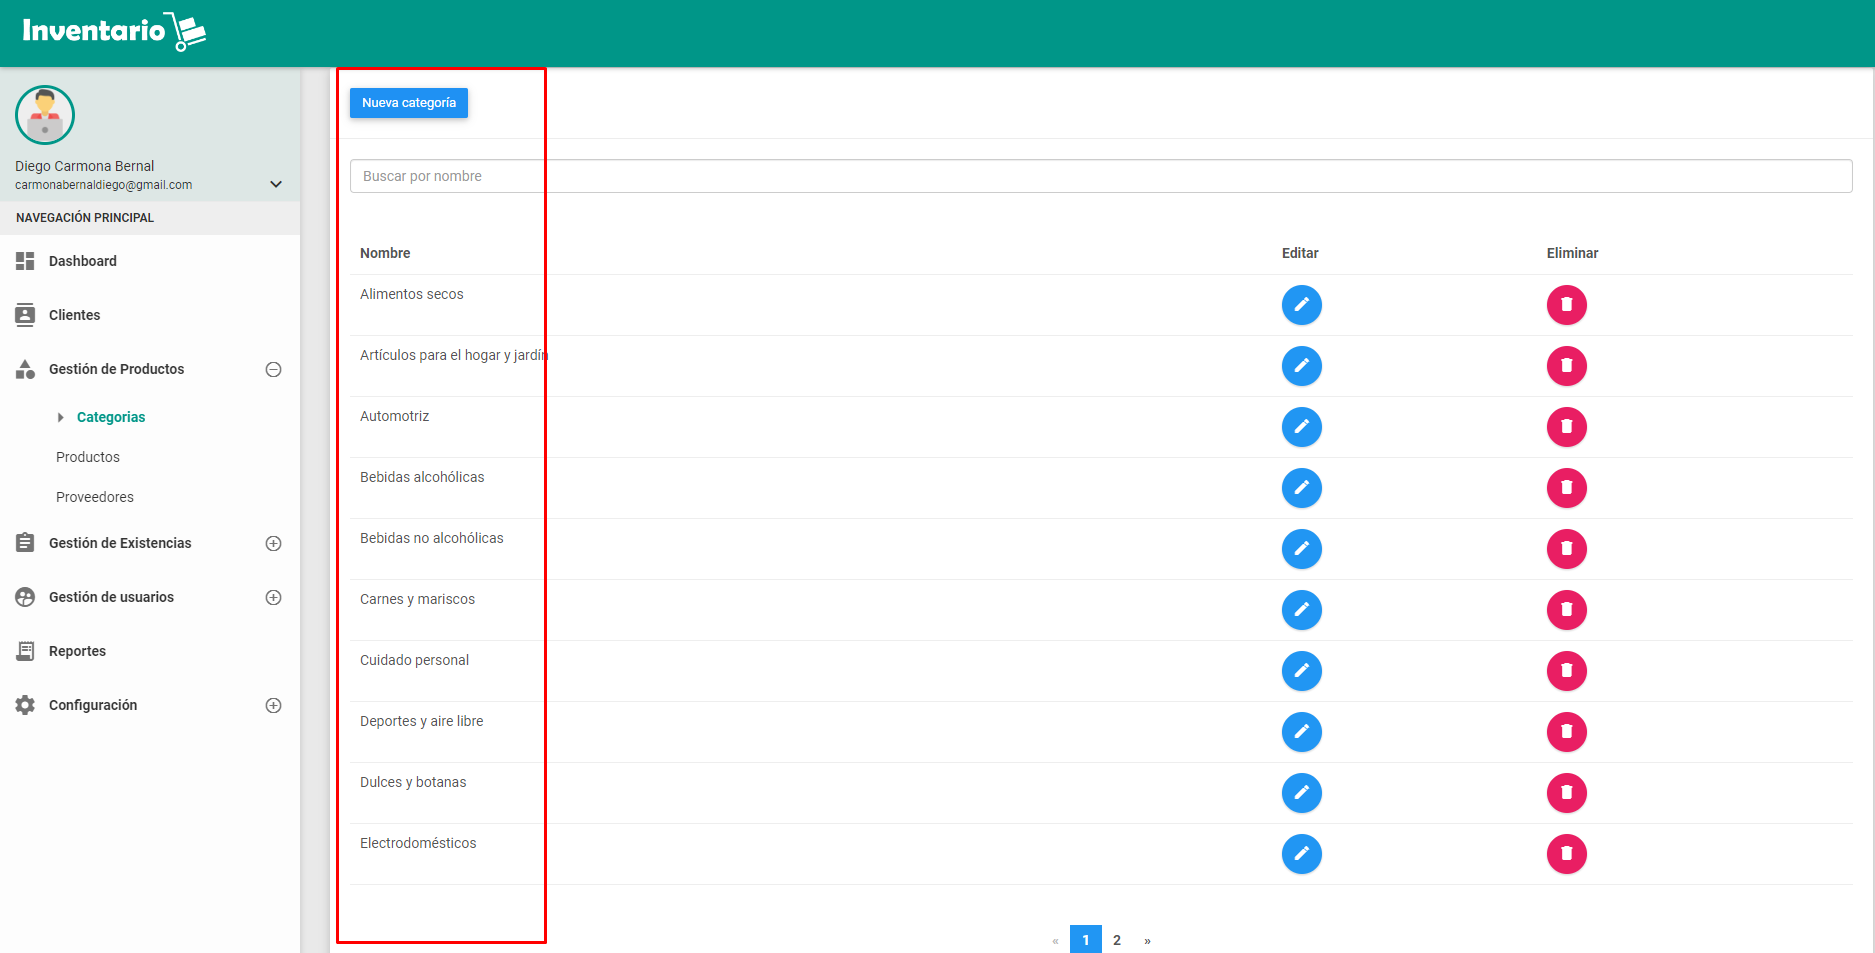 Inventario
Diego Carmona Bernal
carmonabernaldiego@gmail.com
NAVEGACIÓN PRINCIPAL
Dashboard
Clientes
Gestión de Productos
Categorias
Productos
Proveedores
Gestión de Existencias
Gestión de usuarios
Reportes
Configuración
Nueva categoría
Buscar por nombre
Nombre Editar Eliminar
Alimentos secos
Artículos para el hogar y jardín
Automotriz
Bebidas alcohólicas
Bebidas no alcohólicas
Carnes y mariscos
Cuidado personal
Deportes y aire libre
Dulces y botanas
Electrodomésticos
« 1 2 »